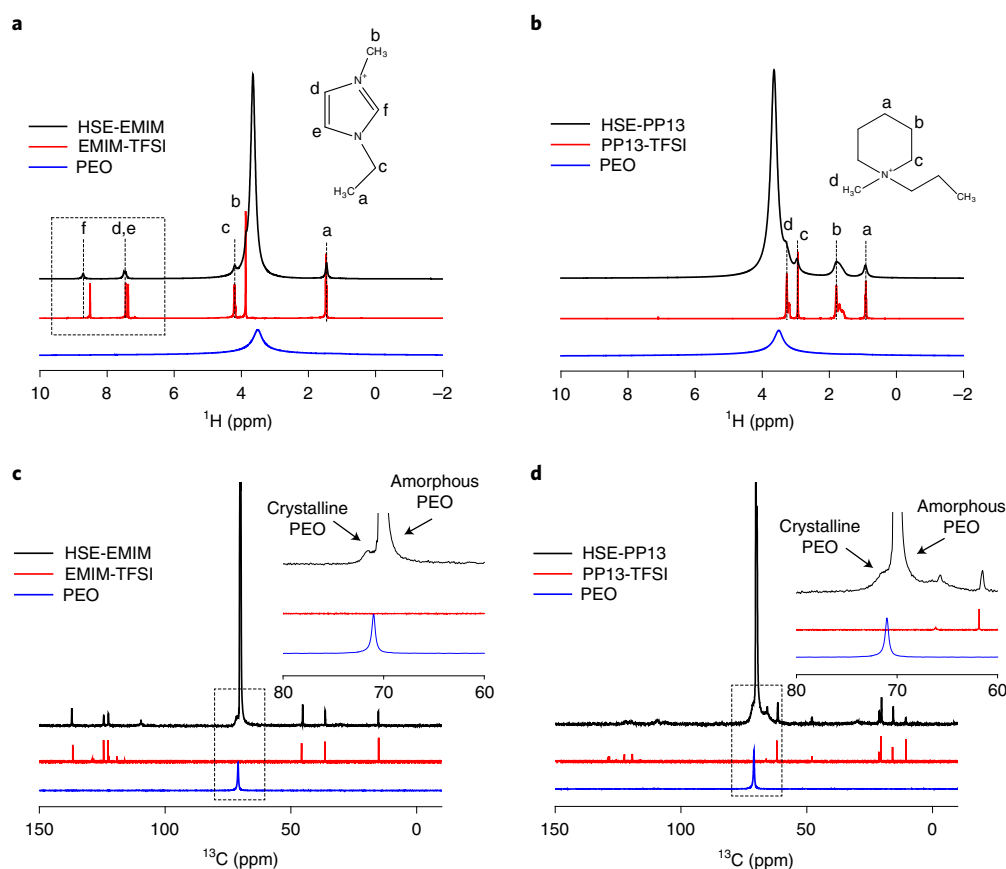 a
b
CH₃
d
N⁺
f
e
N
c
H₃C
a
HSE-EMIM
EMIM-TFSI
PEO
f
d,e
c
b
a
10
8
6
4
2
0
−2
¹H (ppm)
b
a
b
c
d
N⁺
H₃C
CH₃
HSE-PP13
PP13-TFSI
PEO
d
c
b
a
10
8
6
4
2
0
−2
¹H (ppm)
c
HSE-EMIM
EMIM-TFSI
PEO
Crystalline
PEO
Amorphous
PEO
80
70
60
150
100
50
0
¹³C (ppm)
d
HSE-PP13
PP13-TFSI
PEO
Crystalline
PEO
Amorphous
PEO
80
70
60
150
100
50
0
¹³C (ppm)